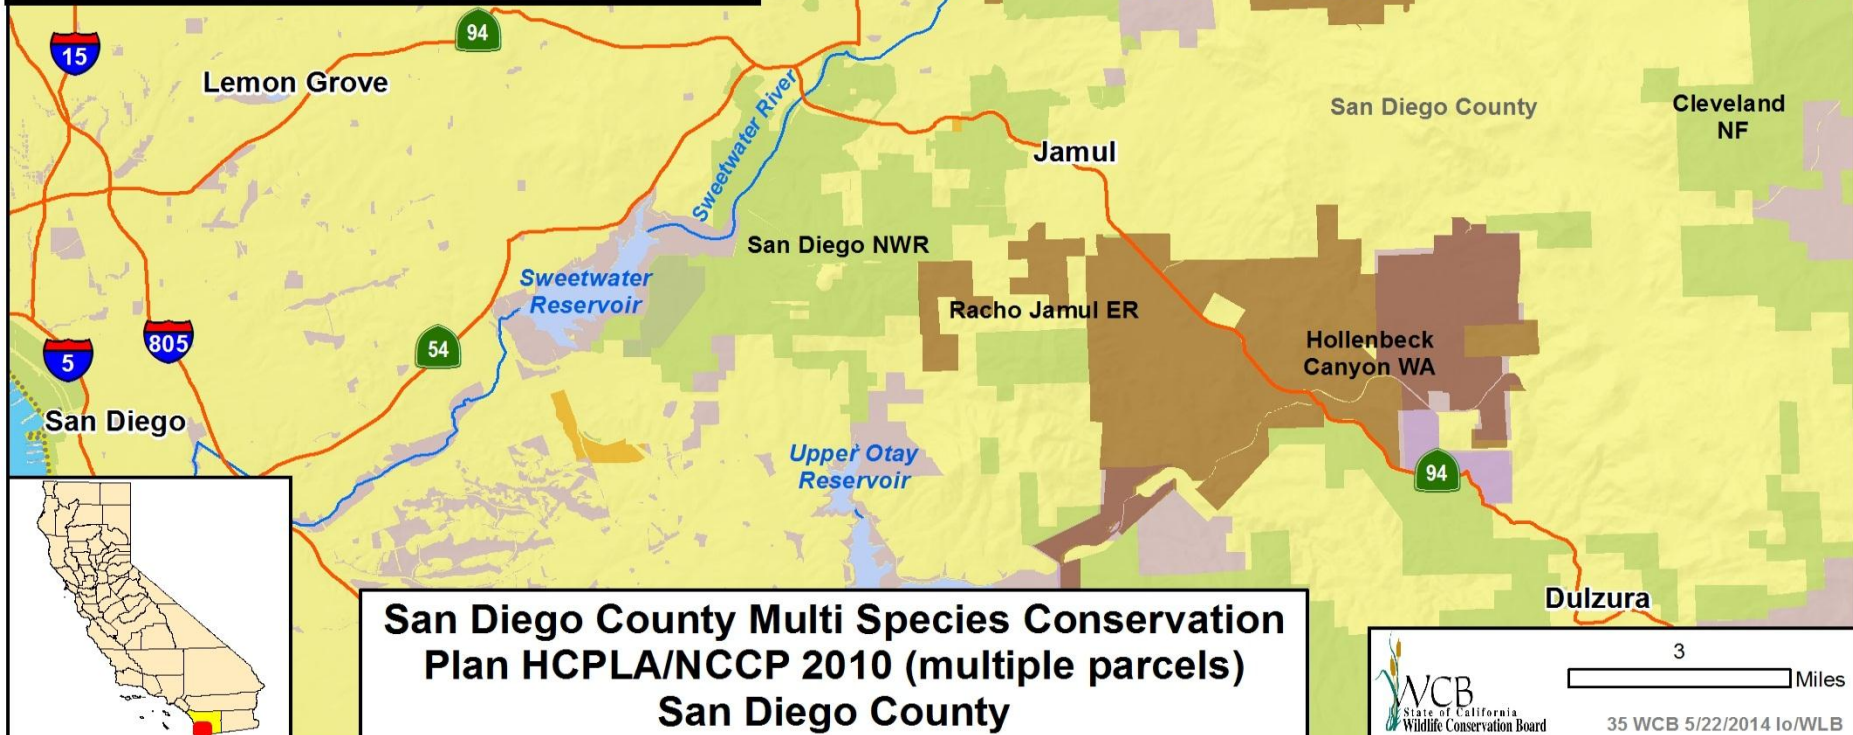 15
94
Lemon Grove
San Diego County
Cleveland
NF
Sweetwater River
Jamul
San Diego NWR
Sweetwater
Reservoir
Racho Jamul ER
5
805
54
Hollenbeck
Canyon WA
San Diego
Upper Otay
Reservoir
94
Dulzura
San Diego County Multi Species Conservation
Plan HCPLA/NCCP 2010 (multiple parcels)
San Diego County
WCB
State of California
Wildlife Conservation Board
3
Miles
35 WCB 5/22/2014 lo/WLB